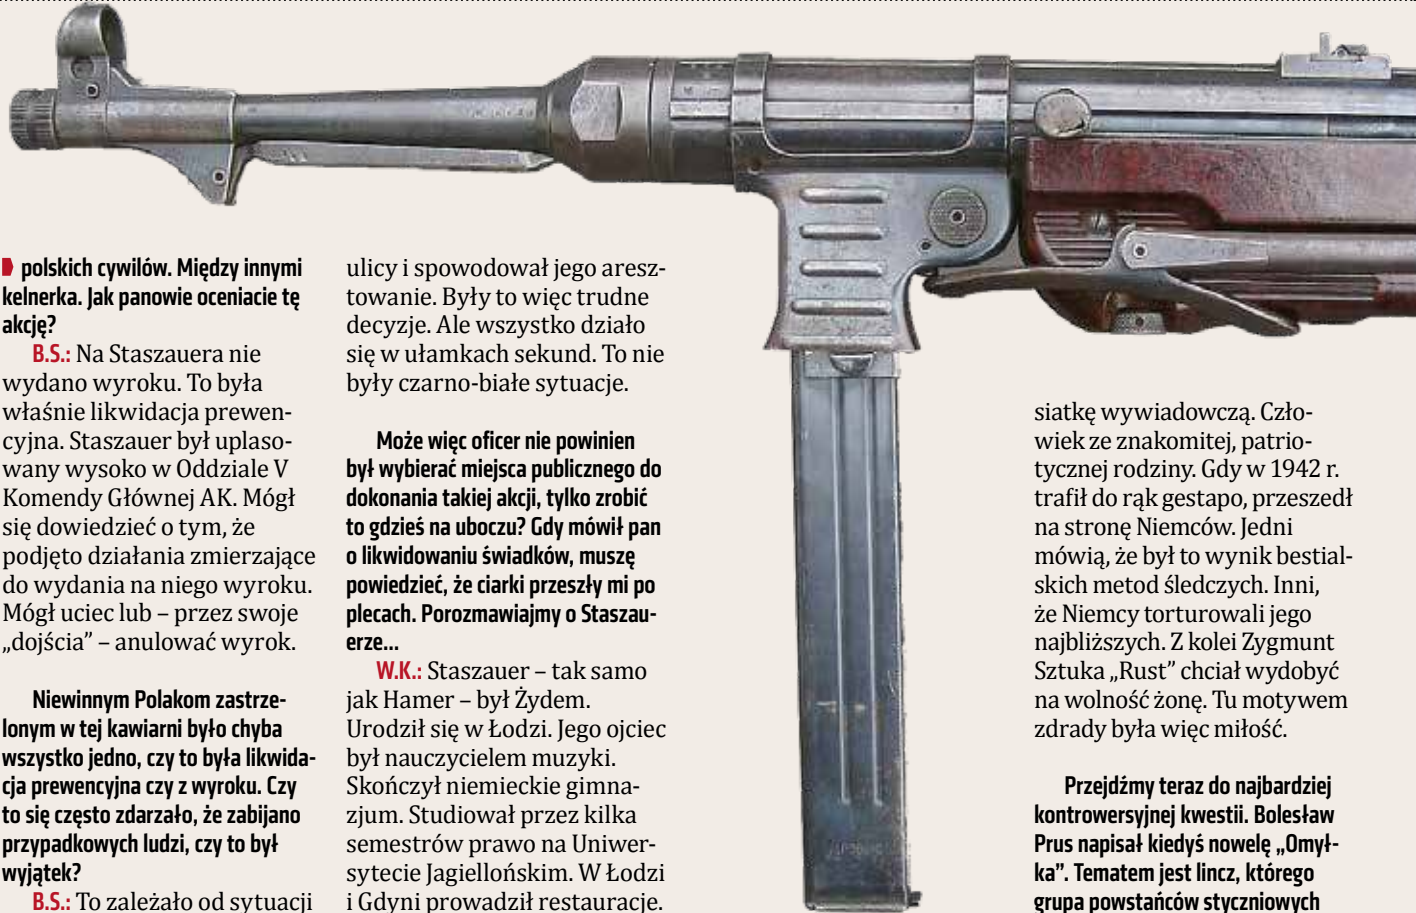 polskich cywilów. Między innymi
kelnerka. Jak panowie oceniacie tę
akcję?
B.S.: Na Staszauera nie
wydano wyroku. To była
właśnie likwidacja prewen-
cyjna. Staszauer był uplaso-
wany wysoko w Oddziale V
Komendy Głównej AK. Mógł
się dowiedzieć o tym, że
podjęto działania zmierzające
do wydania na niego wyroku.
Mógł uciec lub – przez swoje
„dojścia” – anulować wyrok.
Niewinnym Polakom zastrze-
lonym w tej kawiarni było chyba
wszystko jedno, czy to była likwida-
cja prewencyjna czy z wyroku. Czy
to się często zdarzało, że zabijano
przypadkowych ludzi, czy to był
wyjątek?
B.S.: To zależało od sytuacji
ulicy i spowodował jego aresz-
towanie. Były to więc trudne
decyzje. Ale wszystko działo
się w ułamkach sekund. To nie
były czarno-białe sytuacje.
Może więc oficer nie powinien
był wybierać miejsca publicznego do
dokonania takiej akcji, tylko zrobić
to gdzieś na uboczu? Gdy mówił pan
o likwidowaniu świadków, muszę
powiedzieć, że ciarki przeszły mi po
plecach. Porozmawiajmy o Staszau-
erze...
W.K.: Staszauer – tak samo
jak Hamer – był Żydem.
Urodził się w Łodzi. Jego ojciec
był nauczycielem muzyki.
Skończył niemieckie gimna-
zjum. Studiował przez kilka
semestrów prawo na Uniwer-
sytecie Jagiellońskim. W Łodzi
i Gdyni prowadził restauracje.
siatkę wywiadowczą. Czło-
wiek ze znakomitej, patrio-
tycznej rodziny. Gdy w 1942 r.
trafił do rąk gestapo, przeszedł
na stronę Niemców. Jedni
mówią, że był to wynik bestial-
skich metod śledczych. Inni,
że Niemcy torturowali jego
najbliższych. Z kolei Zygmunt
Sztuka „Rust” chciał wydobyć
na wolność żonę. Tu motywem
zdrady była więc miłość.
Przejdźmy teraz do najbardziej
kontrowersyjnej kwestii. Bolesław
Prus napisał kiedyś nowelę „Omył-
ka”. Tematem jest lincz, którego
grupa powstańców styczniowych